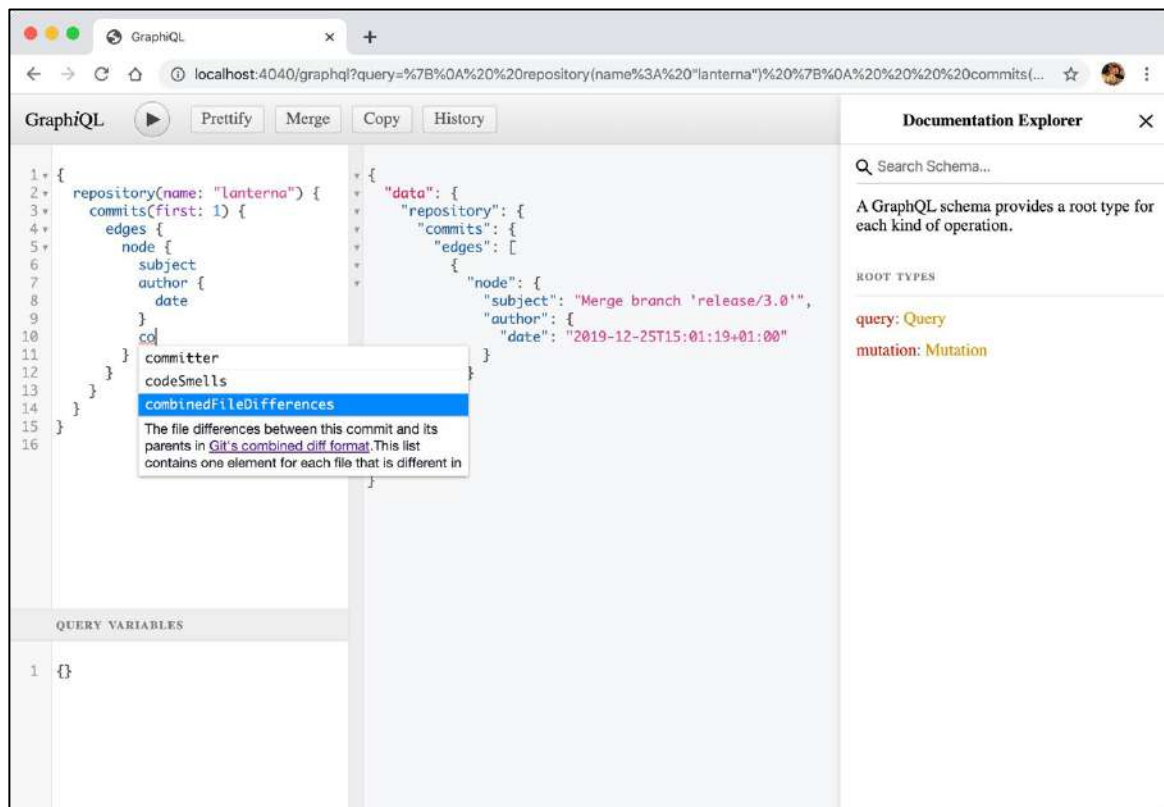 GraphiQL
localhost:4040/graphql?query=%7B%0A%20%20repository(name%3A%20"lanterna")%20%7B%0A%20%20%20%20commits(...
GraphiQL
Prettify
Merge
Copy
History
1 {
2 repository(name: "lanterna") {
3 commits(first: 1) {
4 edges {
5 node {
6 subject
7 author {
8 date
9 }
10 co
11 }
12 }
13 }
14 }
15 }
16
committer
codeSmells
combinedFileDifferences
The file differences between this commit and its
parents in Git's combined diff format.This list
contains one element for each file that is different in
QUERY VARIABLES
1 {}
{
"data": {
"repository": {
"commits": {
"edges": [
{
"node": {
"subject": "Merge branch 'release/3.0'",
"author": {
"date": "2019-12-25T15:01:19+01:00"
}
}
}
Documentation Explorer
Search Schema...
A GraphQL schema provides a root type for
each kind of operation.
ROOT TYPES
query: Query
mutation: Mutation